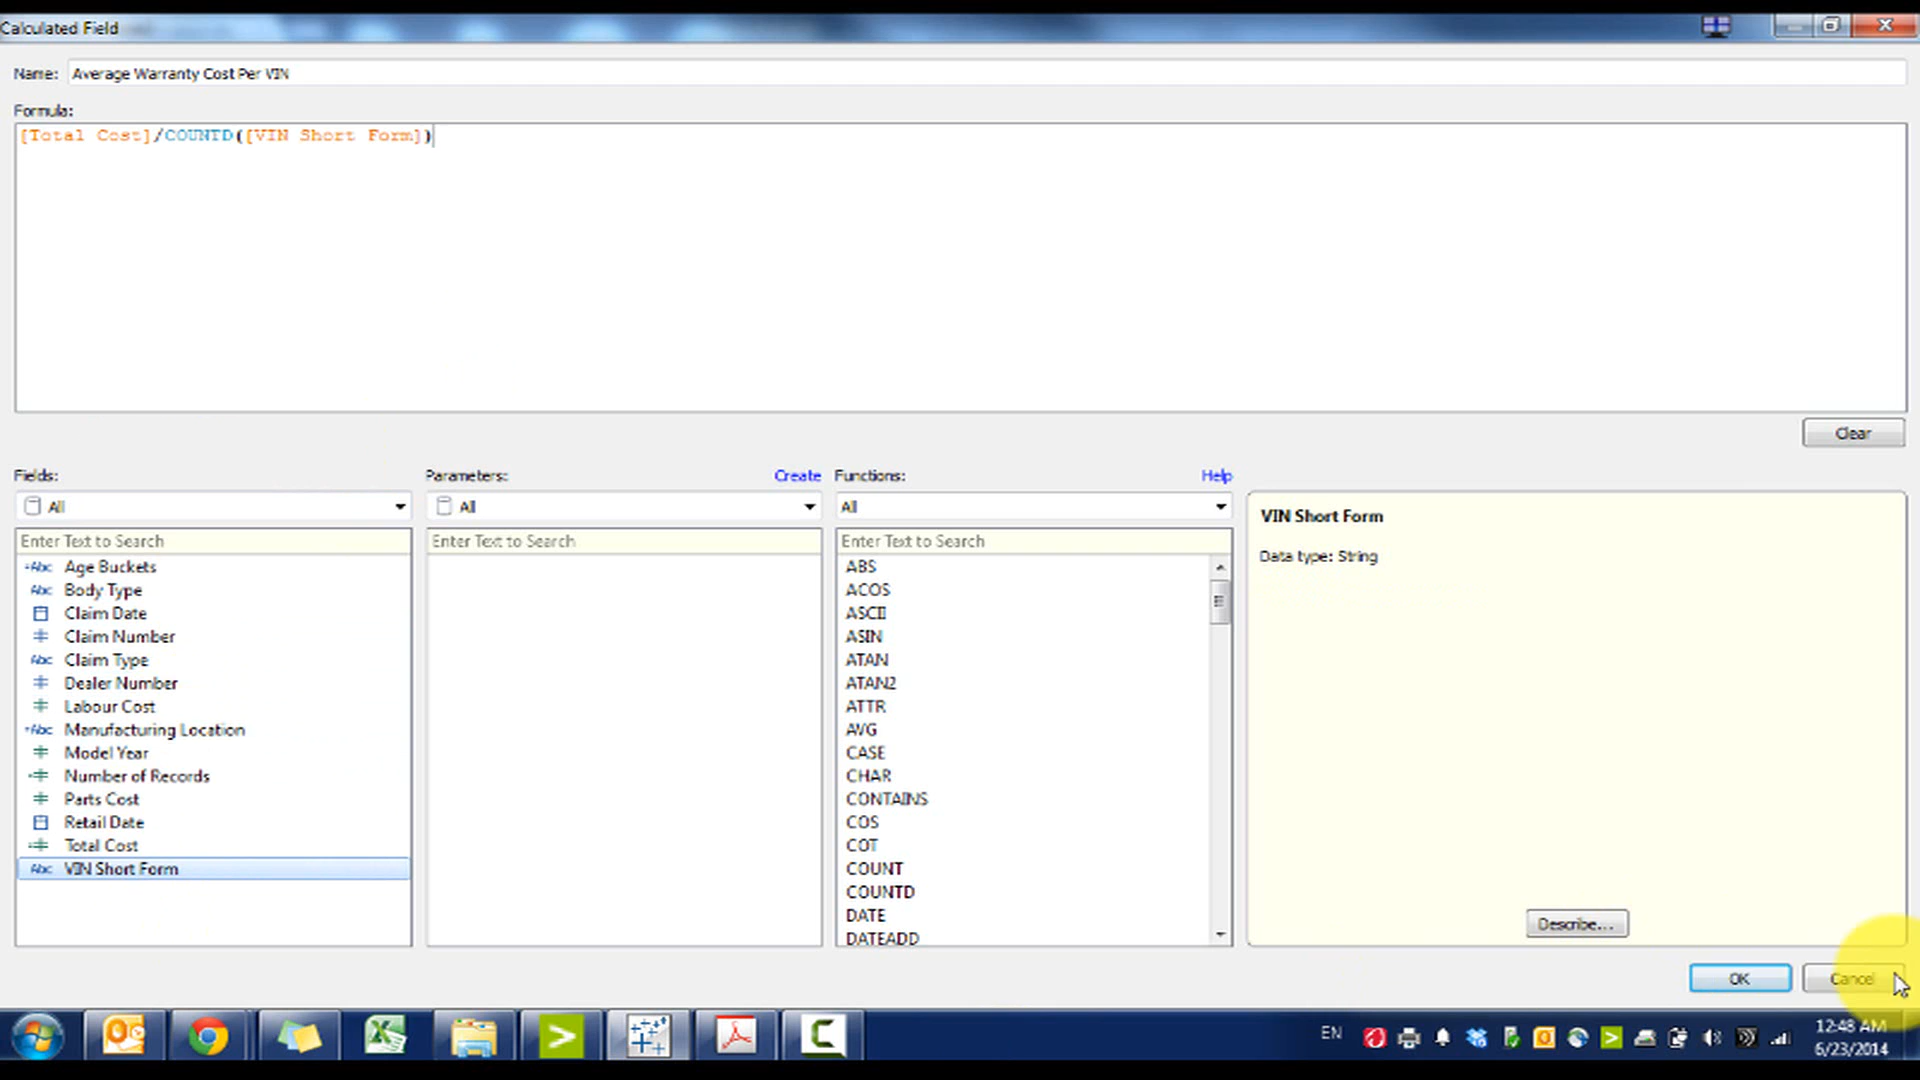 Calculated Field
Name: Average Warranty Cost Per VIN
Formula:
[Total Cost]/COUNTD([VIN Short Form])
Clear
Fields:
Parameters: Create
Functions: Help
All
All
All
Enter Text to Search
Enter Text to Search
Enter Text to Search
=Abc Age Buckets
Abc Body Type
Claim Date
# Claim Number
Abc Claim Type
# Dealer Number
# Labour Cost
=Abc Manufacturing Location
# Model Year
=# Number of Records
# Parts Cost
Retail Date
=# Total Cost
Abc VIN Short Form
ABS
ACOS
ASCII
ASIN
ATAN
ATAN2
ATTR
AVG
CASE
CHAR
CONTAINS
COS
COT
COUNT
COUNTD
DATE
DATEADD
VIN Short Form
Data type: String
Describe...
OK
Cancel
EN
12:48 AM
6/23/2014